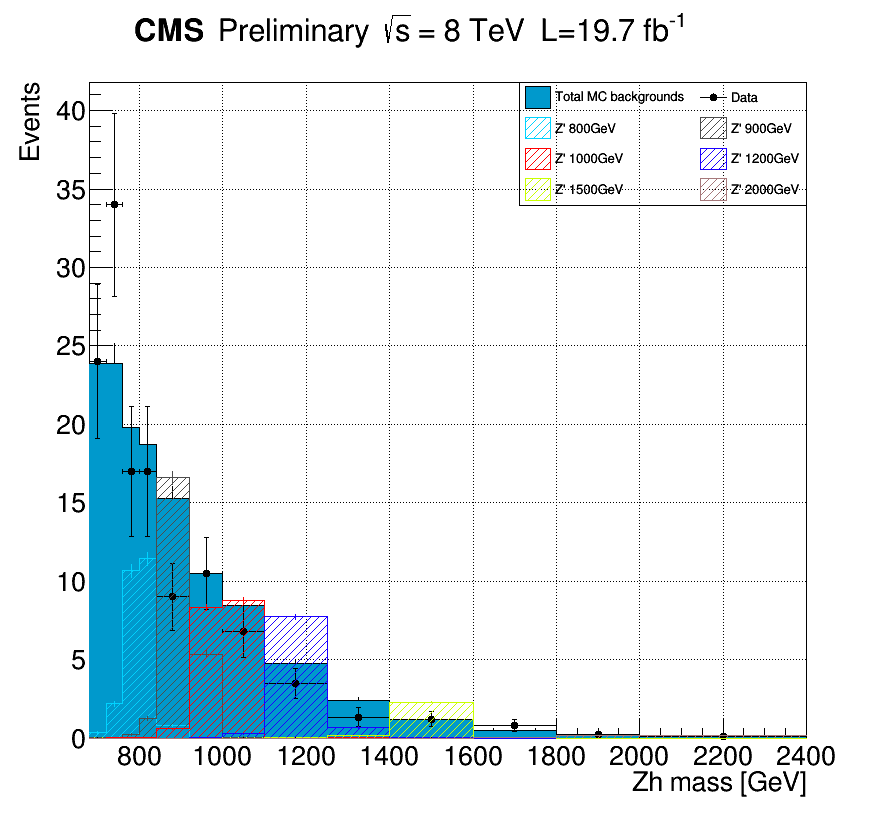 CMS Preliminary √s = 8 TeV L=19.7 fb-1
Events
40
35
30
25
20
15
10
5
0
Total MC backgrounds
Data
Z' 800GeV
Z' 900GeV
Z' 1000GeV
Z' 1200GeV
Z' 1500GeV
Z' 2000GeV
800 1000 1200 1400 1600 1800 2000 2200 2400
Zh mass [GeV]